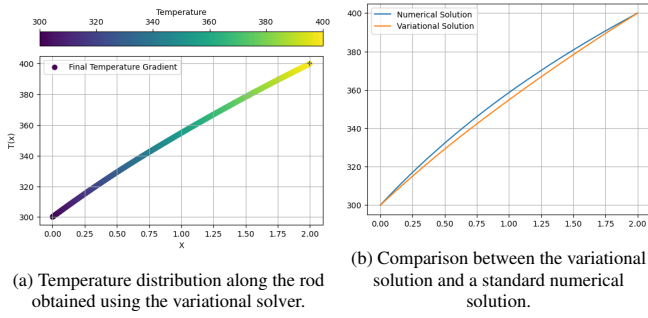 Temperature
300 320 340 360 380 400
Final Temperature Gradient
400
380
360
340
320
300
T(x)
0.00 0.25 0.50 0.75 1.00 1.25 1.50 1.75 2.00
X
(a) Temperature distribution along the rod
obtained using the variational solver.
Numerical Solution
Variational Solution
400
380
360
340
320
300
0.00 0.25 0.50 0.75 1.00 1.25 1.50 1.75 2.00
(b) Comparison between the variational
solution and a standard numerical
solution.